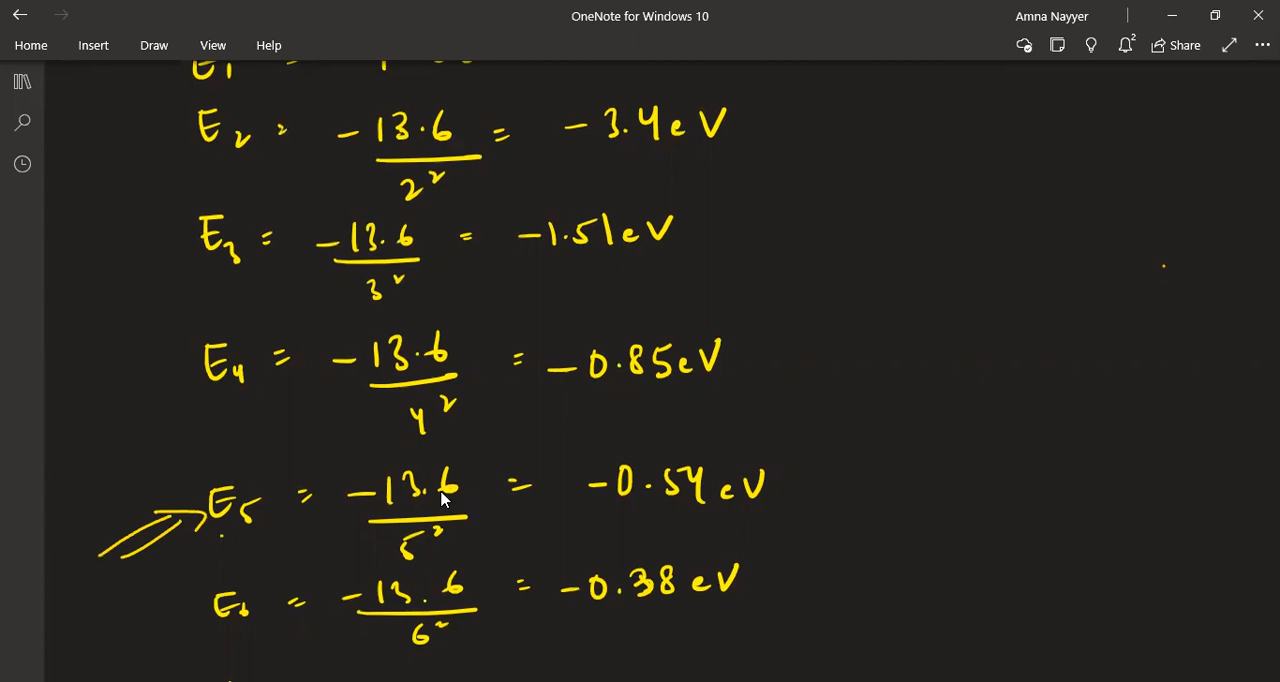 OneNote for Windows 10
Amna Nayyer
Home Insert Draw View Help
2 Share
E1 =
E2 = -13.6/2² = -3.4eV
E3 = -13.6/3² = -1.51eV
E4 = -13.6/4² = -0.85eV
E5 = -13.6/5² = -0.54eV
E6 = -13.6/6² = -0.38eV